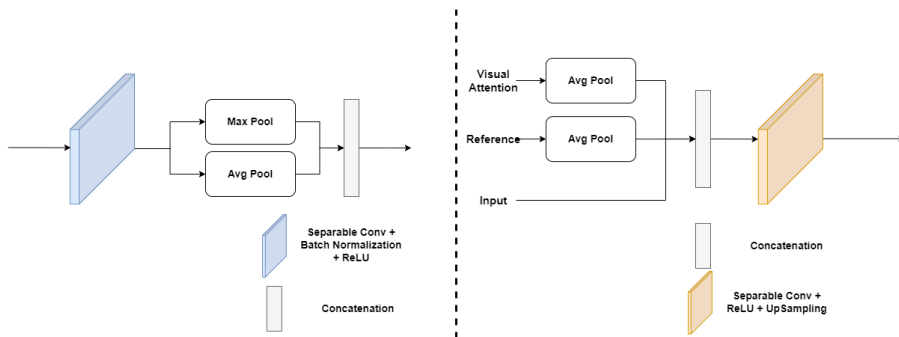 Max Pool
Avg Pool
Separable Conv +
Batch Normalization
+ ReLU
Concatenation
Visual
Attention
Avg Pool
Reference
Avg Pool
Input
Concatenation
Separable Conv +
ReLU + UpSampling